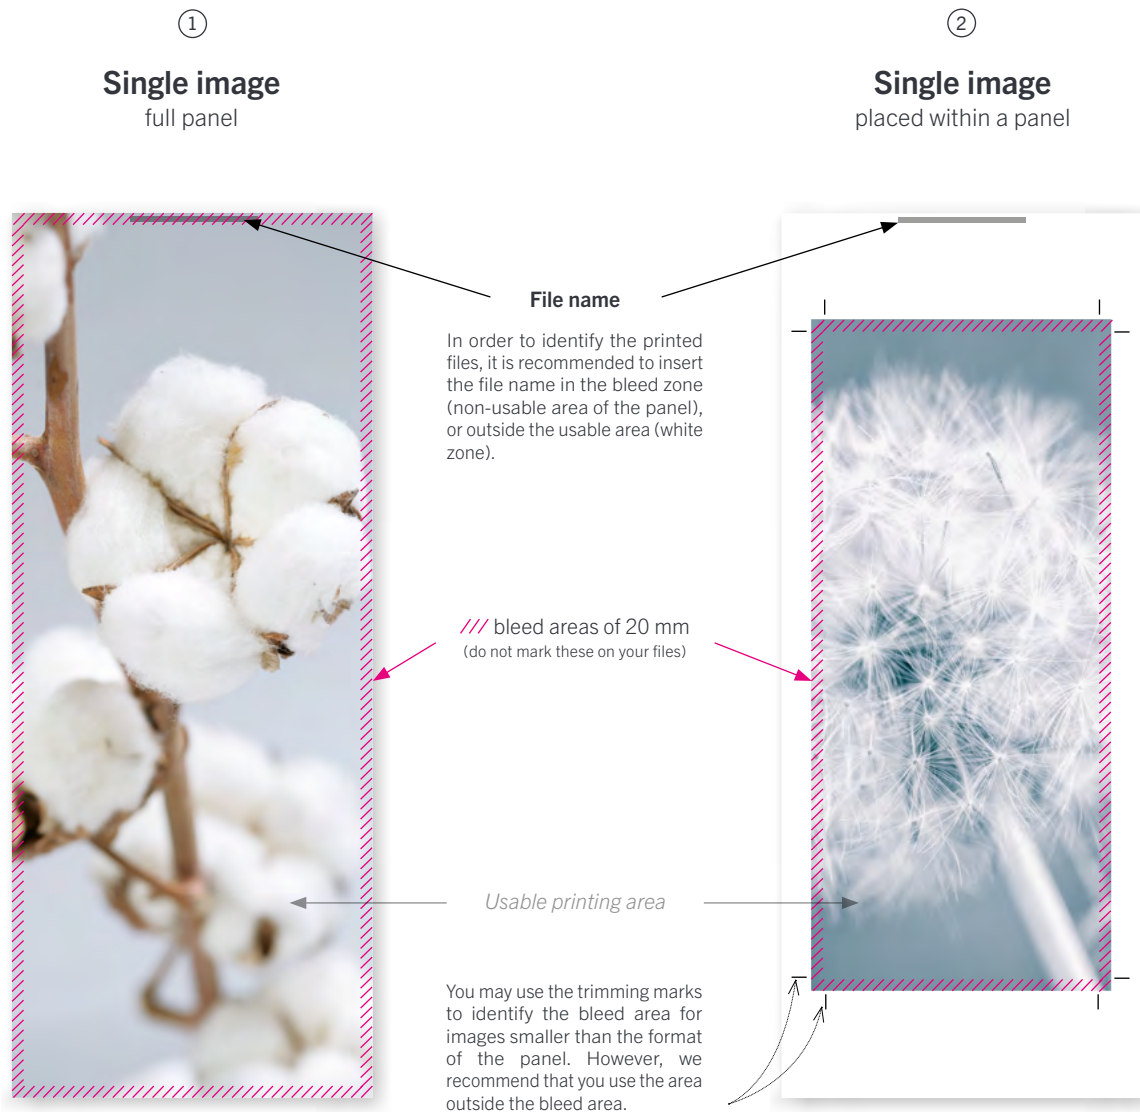 1
Single image
full panel
2
Single image
placed within a panel
File name
In order to identify the printed
files, it is recommended to insert
the file name in the bleed zone
(non-usable area of the panel),
or outside the usable area (white
zone).
/// bleed areas of 20 mm
(do not mark these on your files)
Usable printing area
You may use the trimming marks
to identify the bleed area for
images smaller than the format
of the panel. However, we
recommend that you use the area
outside the bleed area.